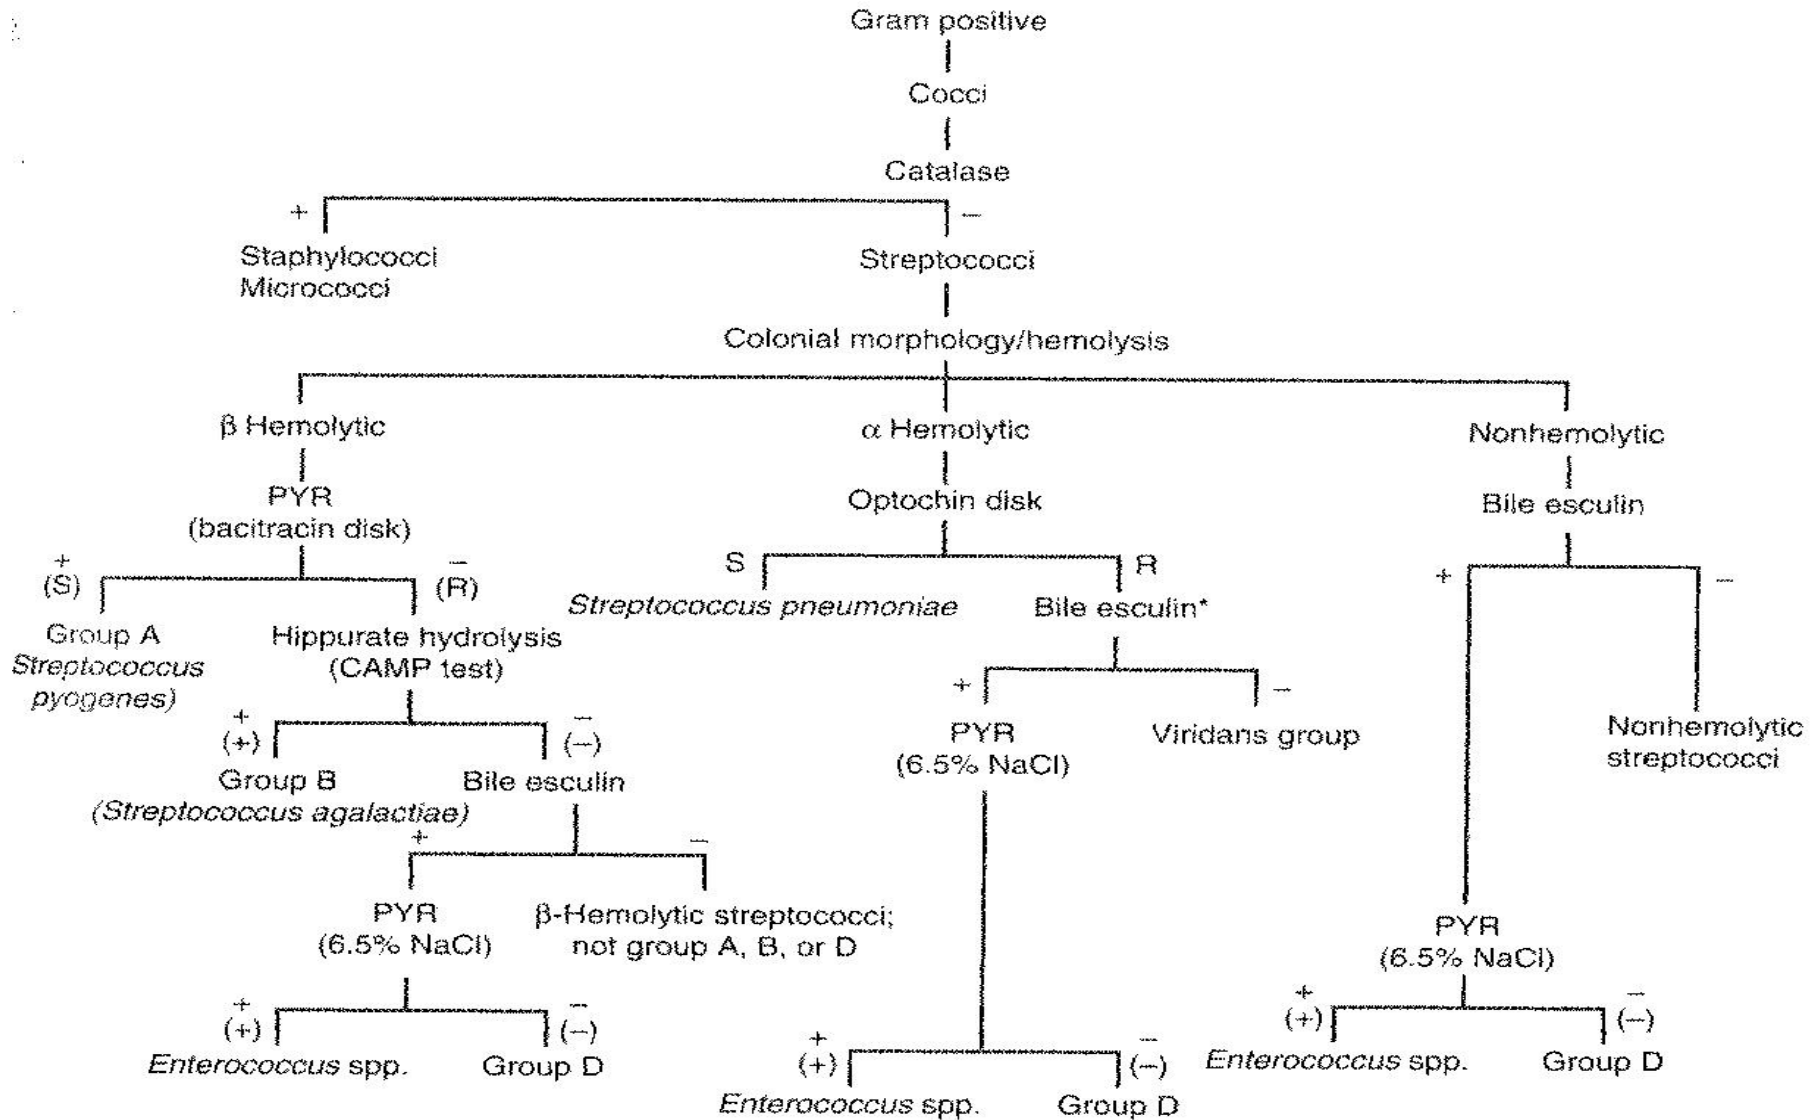 Gram positive
Cocci
Catalase
+
−
Staphylococci
Micrococci
Streptococci
Colonial morphology/hemolysis
β Hemolytic
α Hemolytic
Nonhemolytic
PYR
(bacitracin disk)
Optochin disk
Bile esculin
+
(S)
−
(R)
S
R
+
−
Group A
Streptococcus
pyogenes)
Hippurate hydrolysis
(CAMP test)
Streptococcus pneumoniae
Bile esculin*
+
(+)
−
(−)
+
−
Group B
(Streptococcus agalactiae)
Bile esculin
PYR
(6.5% NaCl)
Viridans group
Nonhemolytic
streptococci
+
−
PYR
(6.5% NaCl)
β-Hemolytic streptococci;
not group A, B, or D
PYR
(6.5% NaCl)
+
(+)
−
(−)
+
(+)
−
(−)
+
(+)
−
(−)
Enterococcus spp.
Group D
Enterococcus spp.
Group D
Enterococcus spp.
Group D